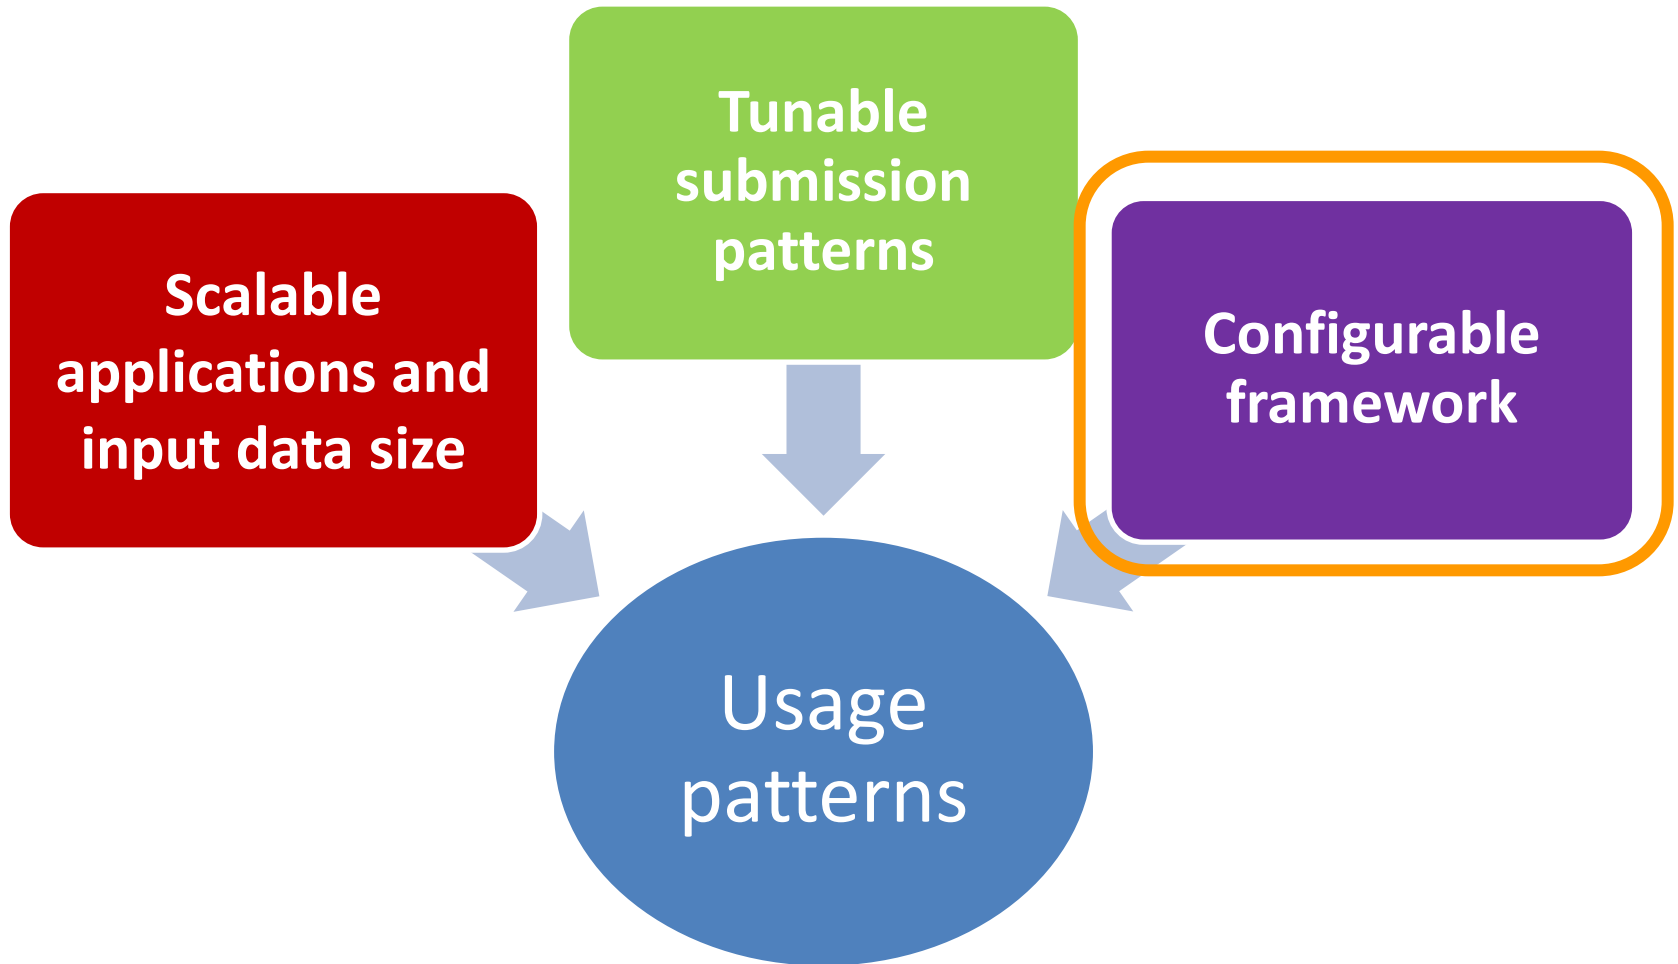 Tunable
submission
patterns
Scalable
applications and
input data size
Configurable
framework
Usage
patterns